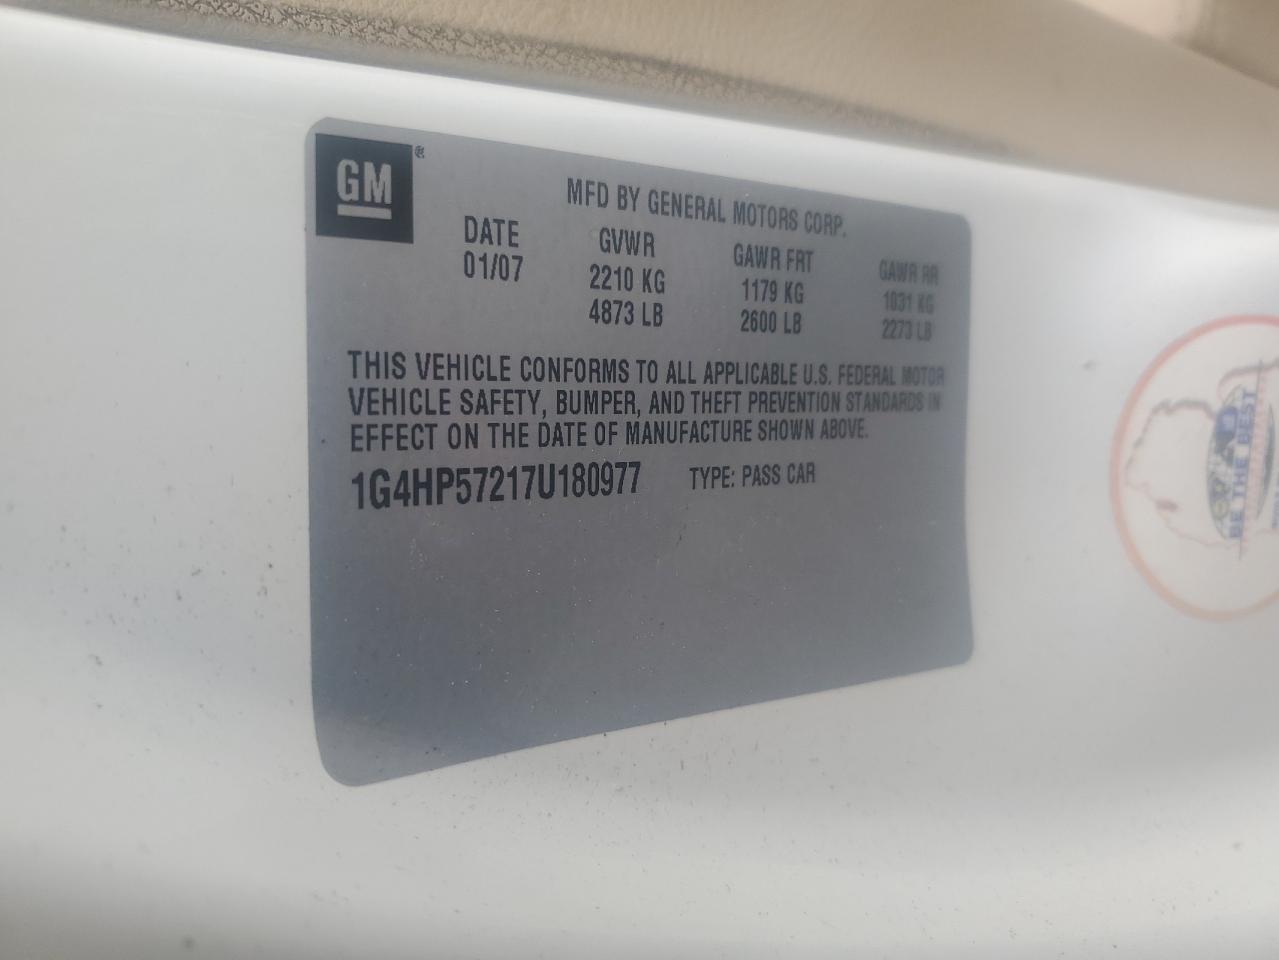 GM®
MFD BY GENERAL MOTORS CORP.
DATE GVWR GAWR FRT GAWR RR
01/07 2210 KG 1179 KG 1031 KG
4873 LB 2600 LB 2273 LB
THIS VEHICLE CONFORMS TO ALL APPLICABLE U.S. FEDERAL MOTOR
VEHICLE SAFETY, BUMPER, AND THEFT PREVENTION STANDARDS IN
EFFECT ON THE DATE OF MANUFACTURE SHOWN ABOVE.
1G4HP57217U180977 TYPE: PASS CAR
BE THE BEST